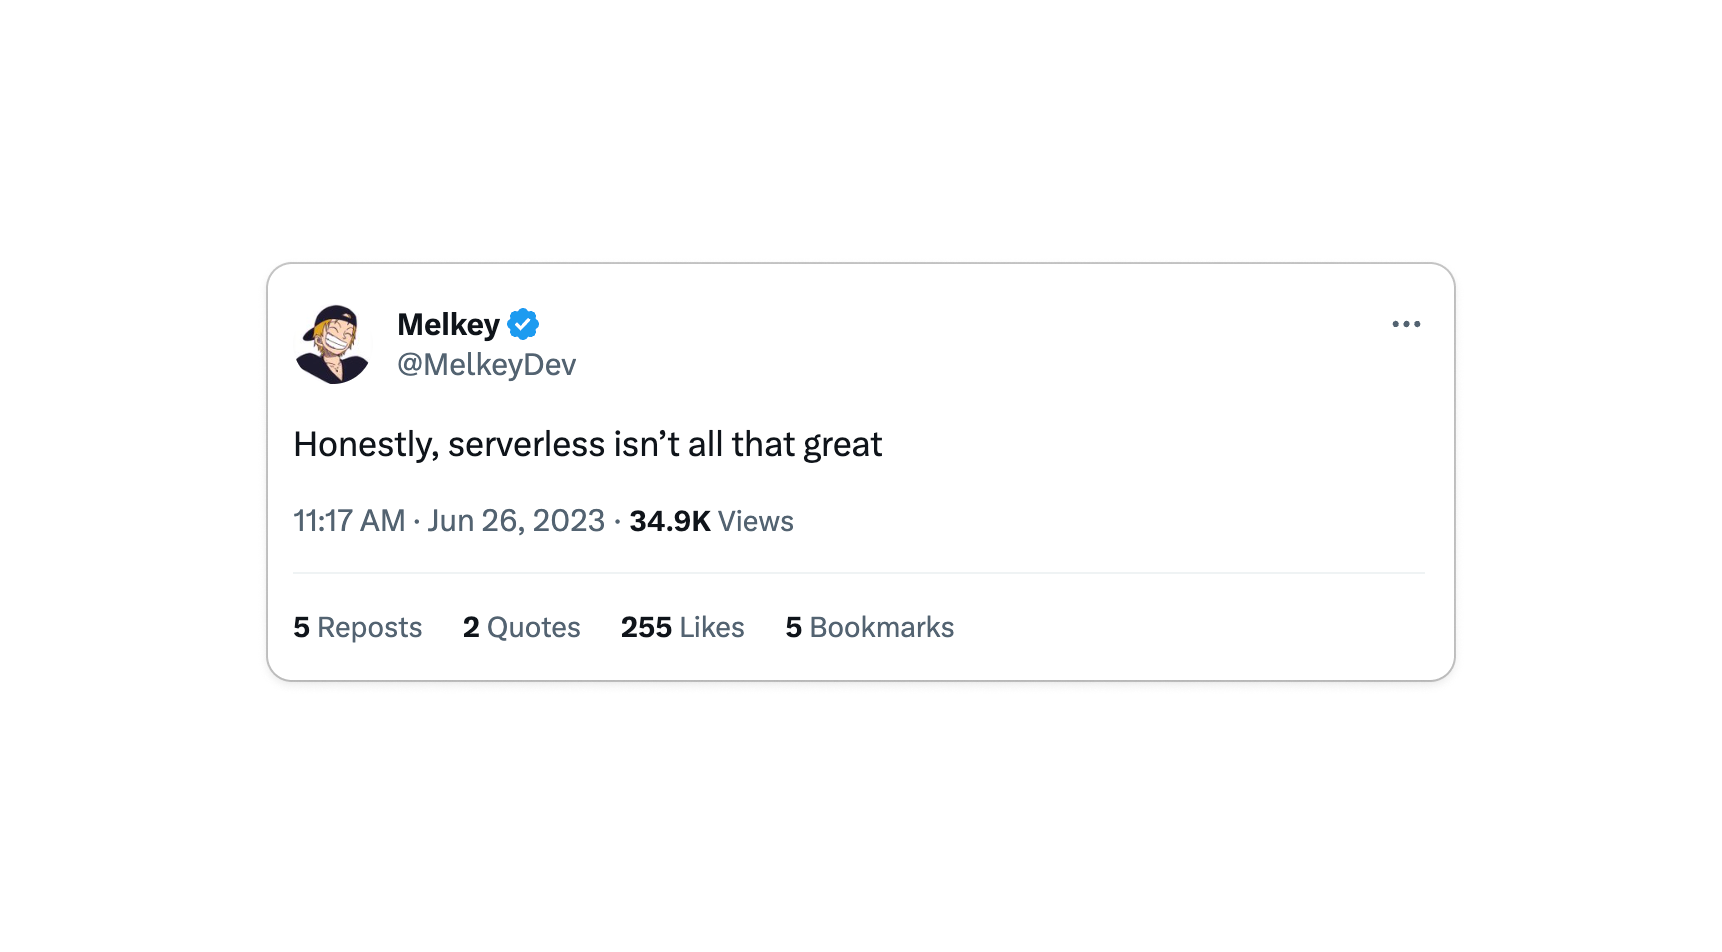 Melkey
@MelkeyDev
Honestly, serverless isn’t all that great
11:17 AM · Jun 26, 2023 · 34.9K Views
5 Reposts 2 Quotes 255 Likes 5 Bookmarks